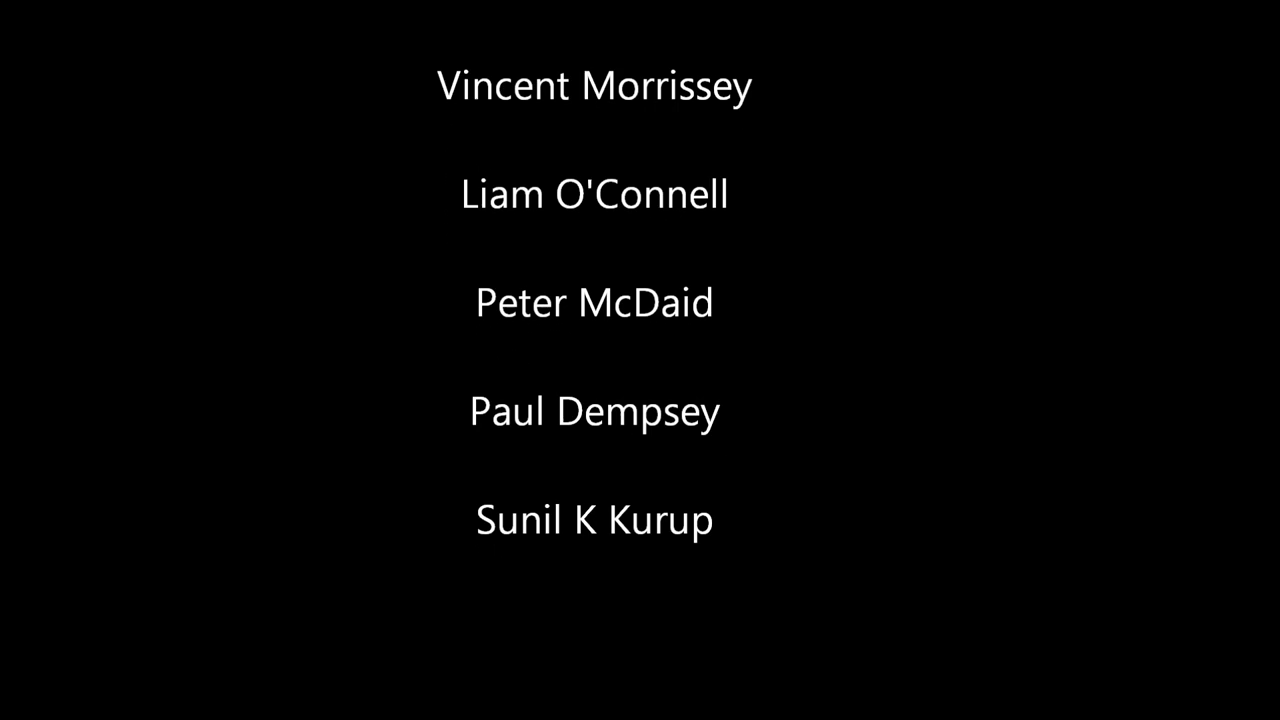 Vincent Morrissey
Liam O'Connell
Peter McDaid
Paul Dempsey
Sunil K Kurup